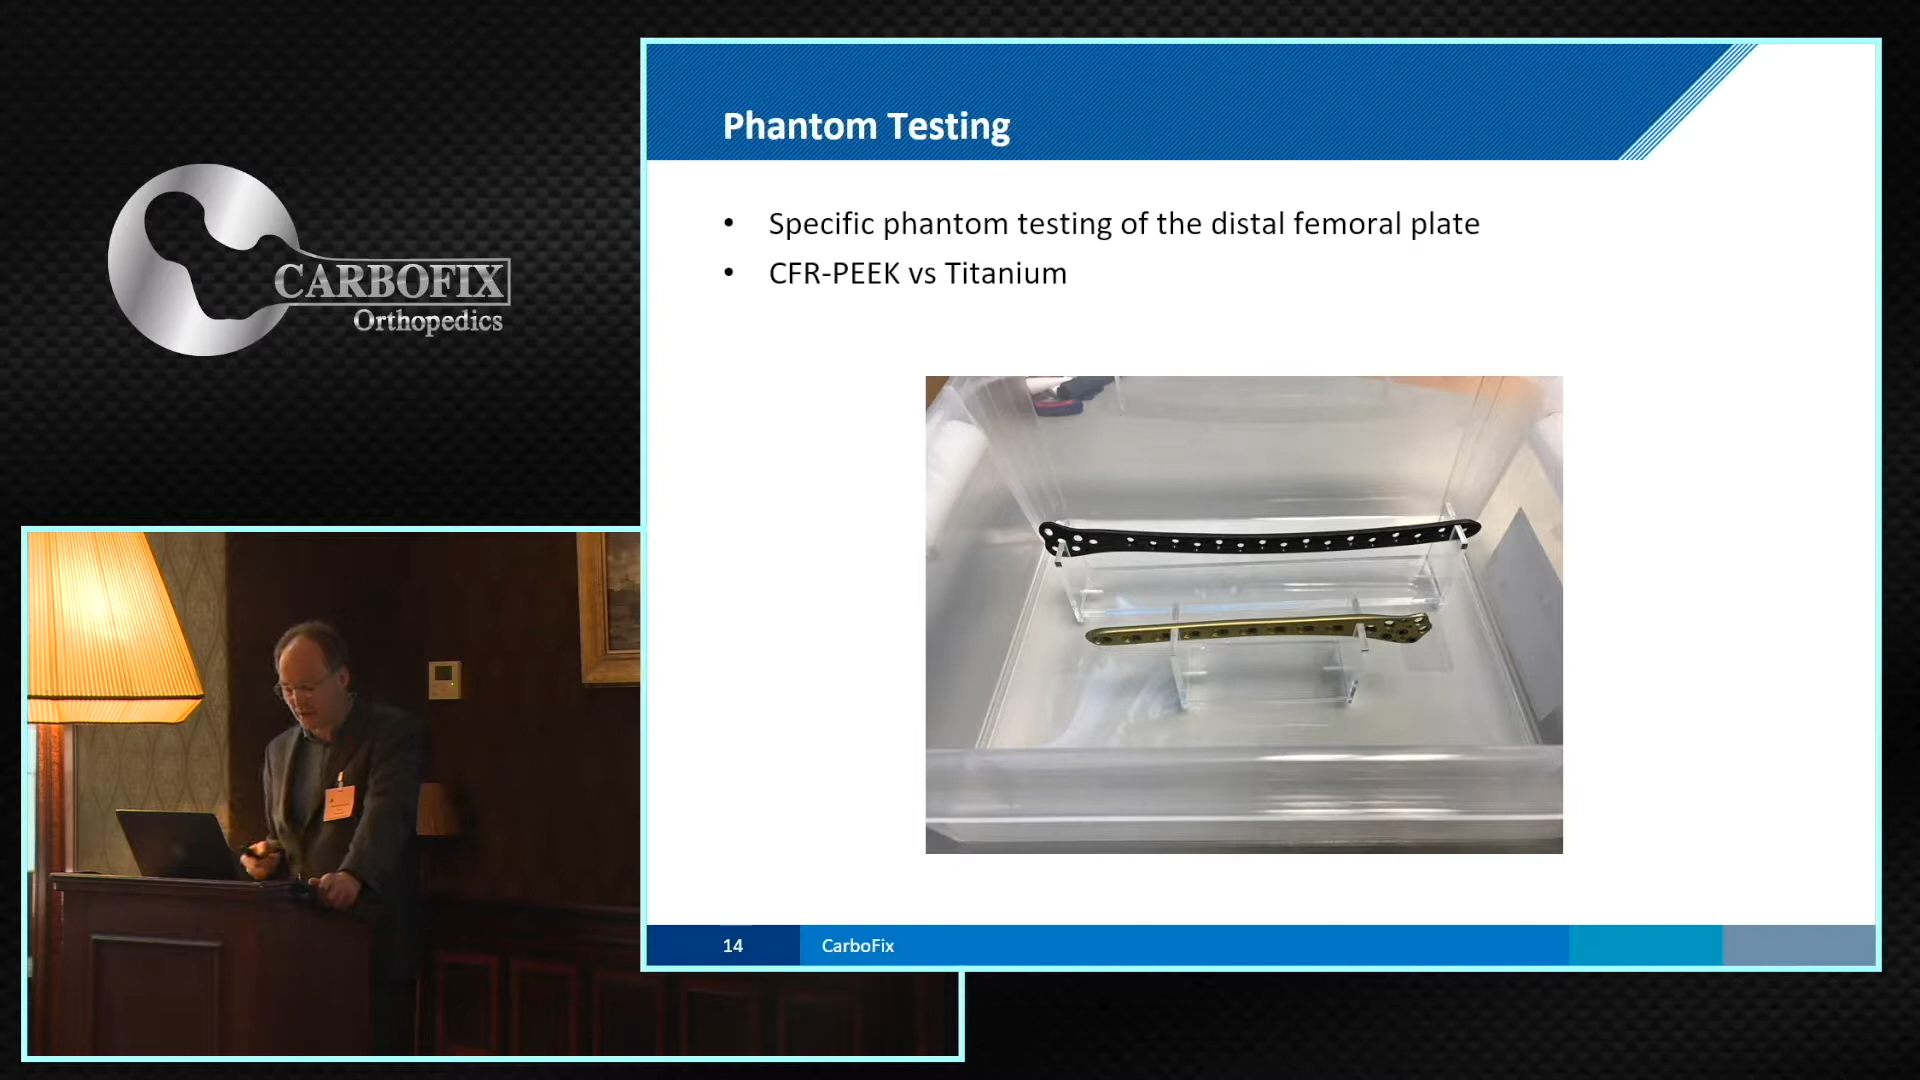 CARBOFIX
Orthopedics
Phantom Testing
• Specific phantom testing of the distal femoral plate
• CFR-PEEK vs Titanium
14 CarboFix